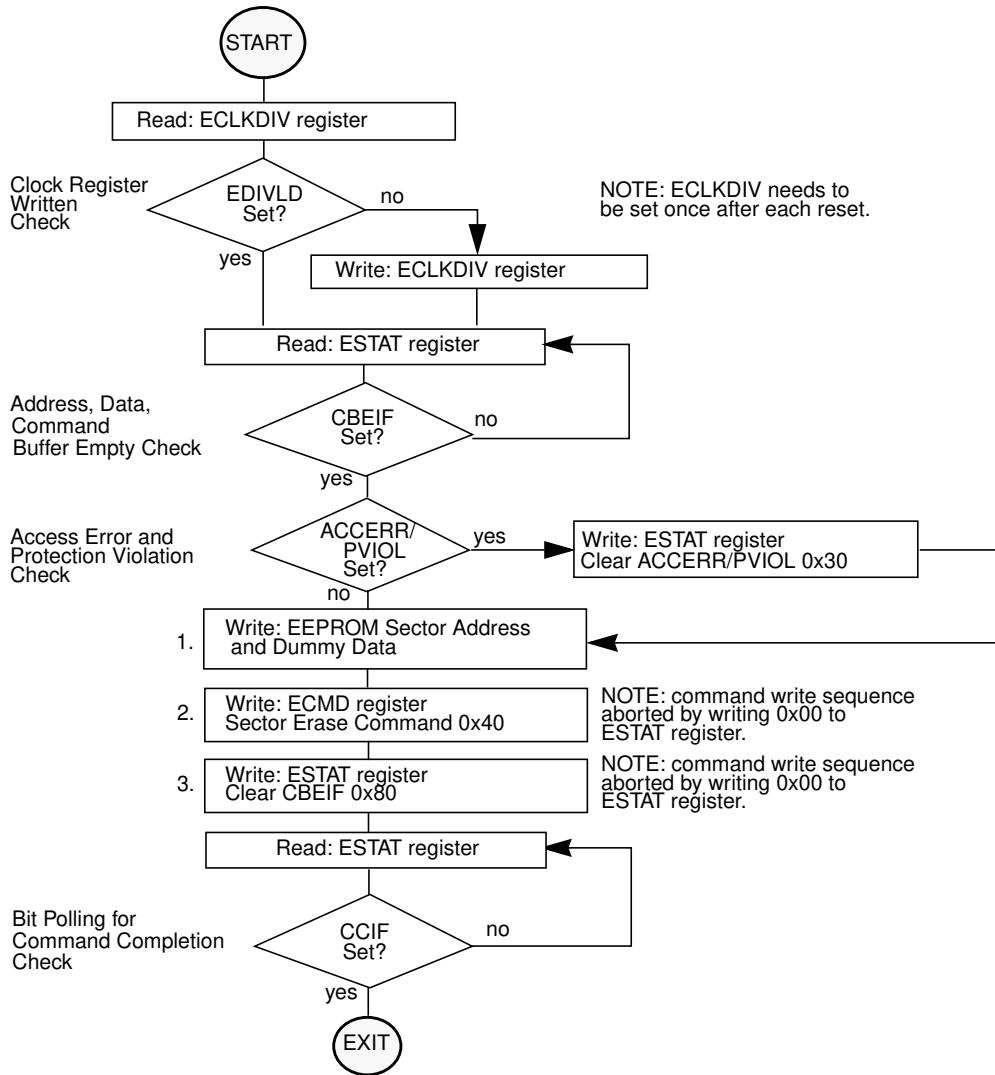 START
Read: ECLKDIV register
Clock Register
Written
Check
EDIVLD
Set?
no
yes
NOTE: ECLKDIV needs to
be set once after each reset.
Write: ECLKDIV register
Read: ESTAT register
Address, Data,
Command
Buffer Empty Check
CBEIF
Set?
no
yes
Access Error and
Protection Violation
Check
ACCERR/
PVIOL
Set?
yes
no
Write: ESTAT register
Clear ACCERR/PVIOL 0x30
1.
Write: EEPROM Sector Address
and Dummy Data
2.
Write: ECMD register
Sector Erase Command 0x40
NOTE: command write sequence
aborted by writing 0x00 to
ESTAT register.
3.
Write: ESTAT register
Clear CBEIF 0x80
NOTE: command write sequence
aborted by writing 0x00 to
ESTAT register.
Read: ESTAT register
Bit Polling for
Command Completion
Check
CCIF
Set?
no
yes
EXIT